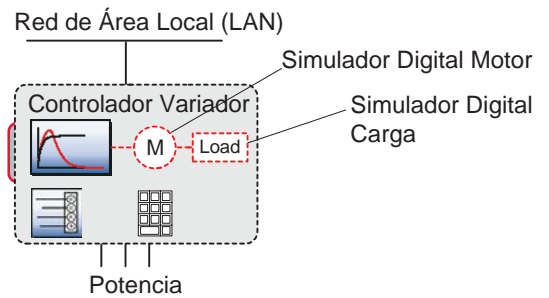 Red de Área Local (LAN)
Simulador Digital Motor
Controlador Variador
Simulador Digital
Carga
M
Load
Potencia